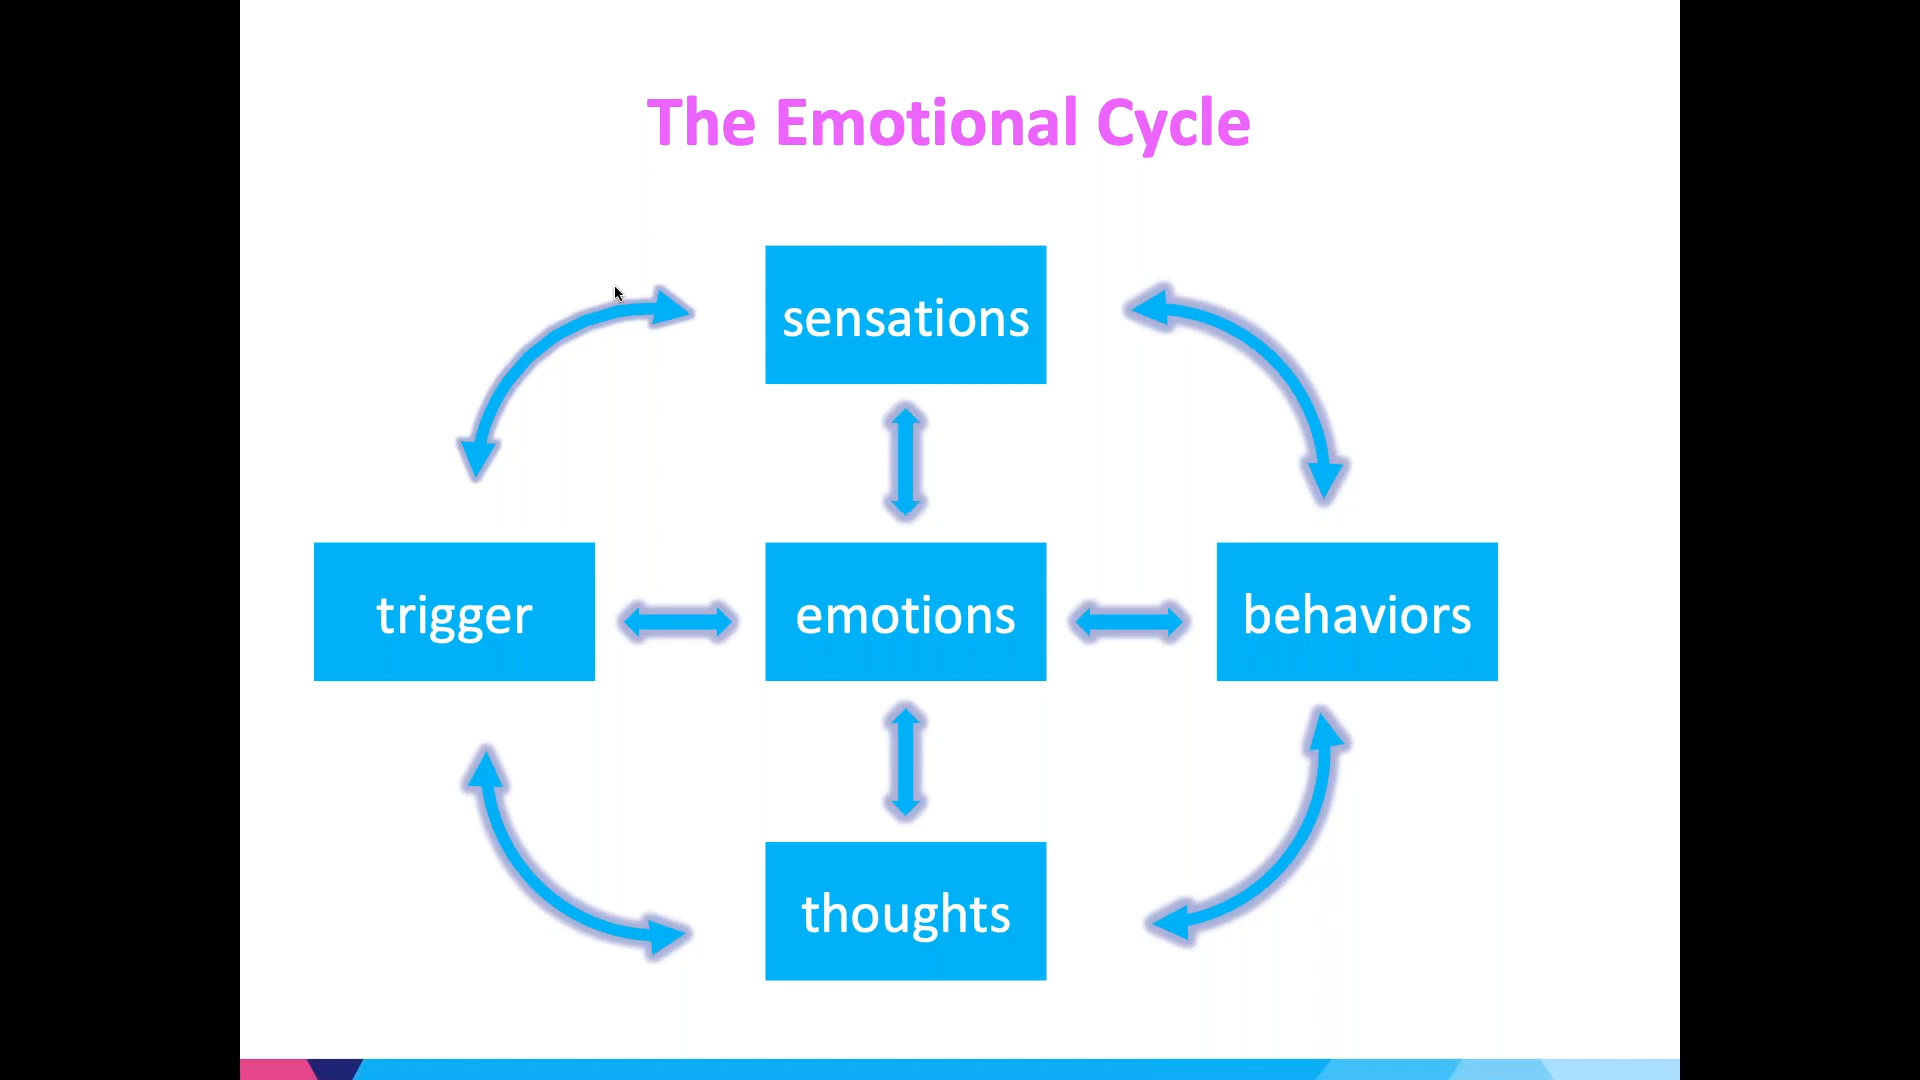 The Emotional Cycle
sensations
trigger
emotions
behaviors
thoughts